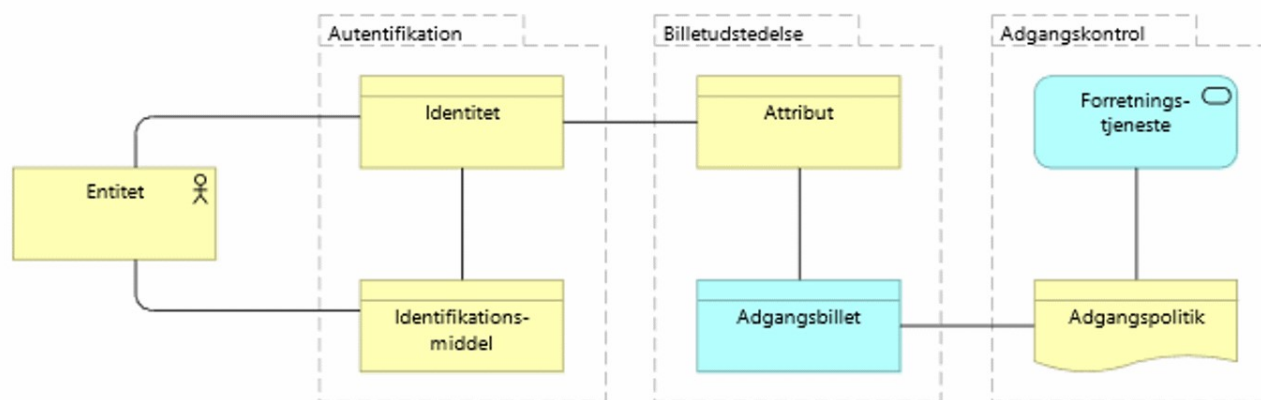 Autentifikation
Billetudstedelse
Adgangskontrol
Identitet
Attribut
Forretnings-
tjeneste
Entitet
Identifikations-
middel
Adgangsbillet
Adgangspolitik